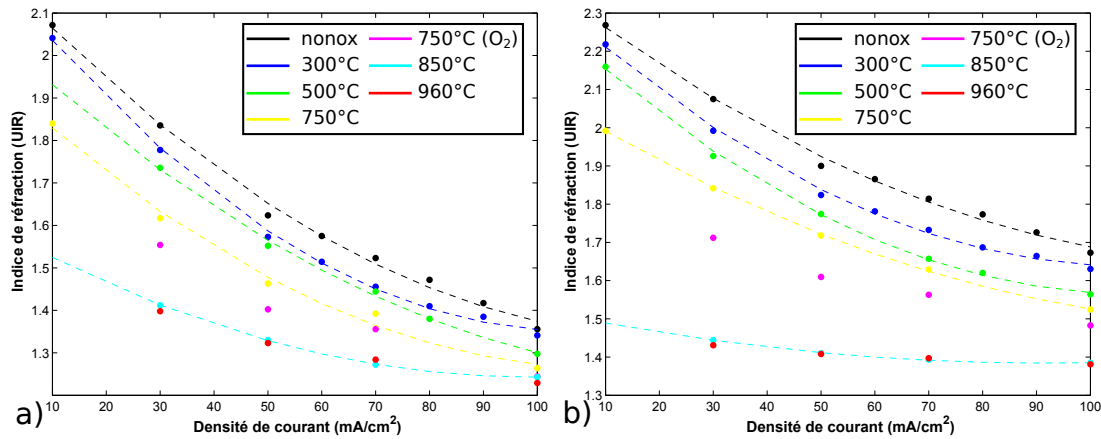 2.1
2
1.9
1.8
1.7
1.6
1.5
1.4
1.3
Indice de réfraction (UIR)
nonox
300°C
500°C
750°C
750°C (O₂)
850°C
960°C
10 20 30 40 50 60 70 80 90 100
Densité de courant (mA/cm²)
a)
2.3
2.2
2.1
2
1.9
1.8
1.7
1.6
1.5
1.4
1.3
Indice de réfraction (UIR)
nonox
300°C
500°C
750°C
750°C (O₂)
850°C
960°C
10 20 30 40 50 60 70 80 90 100
Densité de courant (mA/cm²)
b)